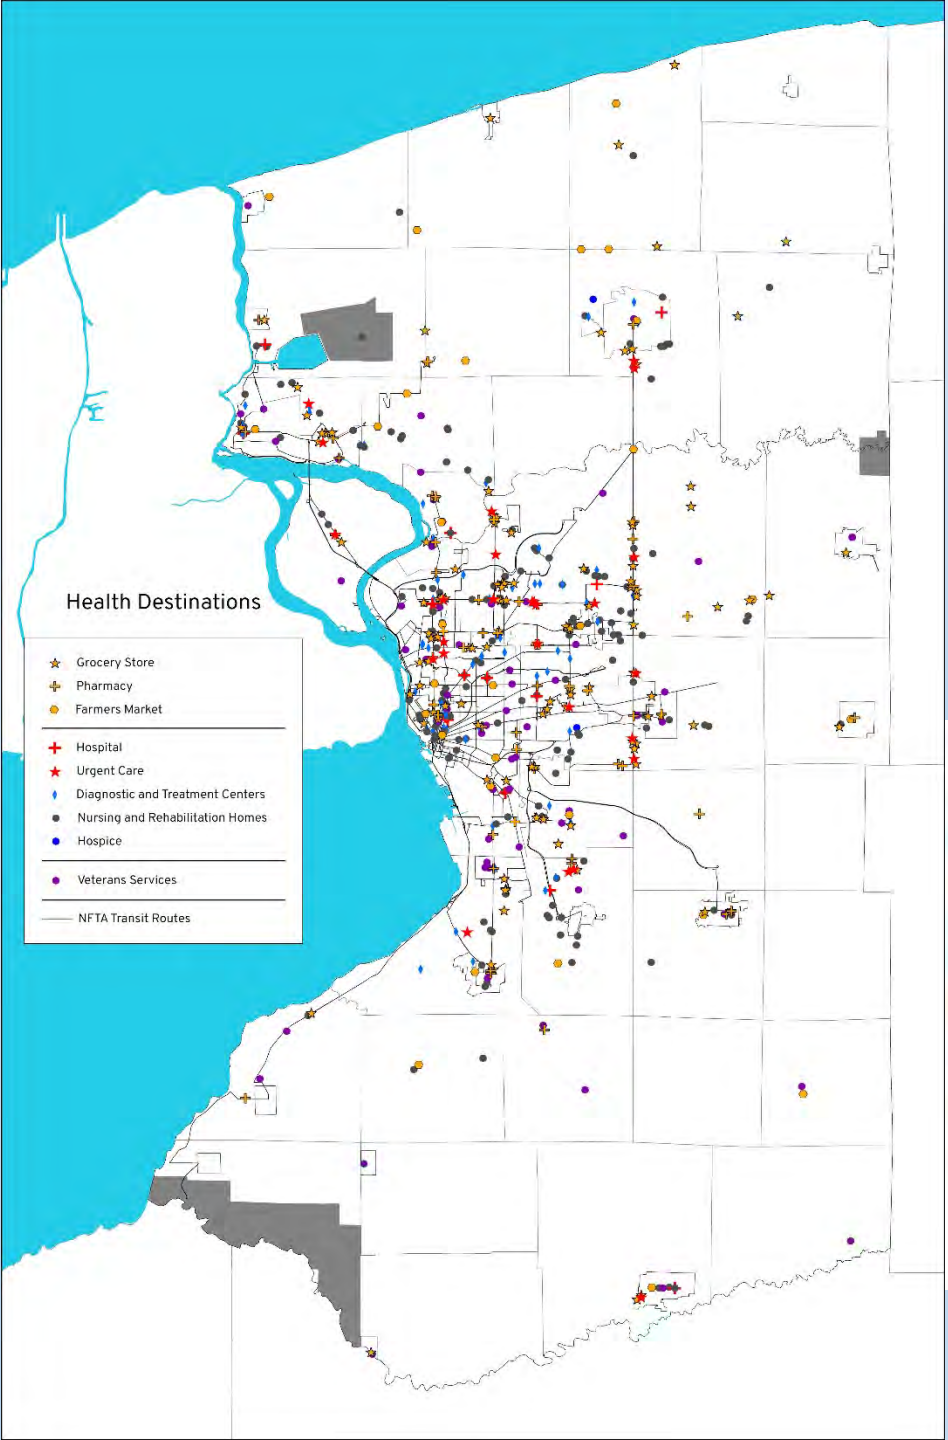 Health Destinations
Grocery Store
Pharmacy
Farmers Market
Hospital
Urgent Care
Diagnostic and Treatment Centers
Nursing and Rehabilitation Homes
Hospice
Veterans Services
NFTA Transit Routes